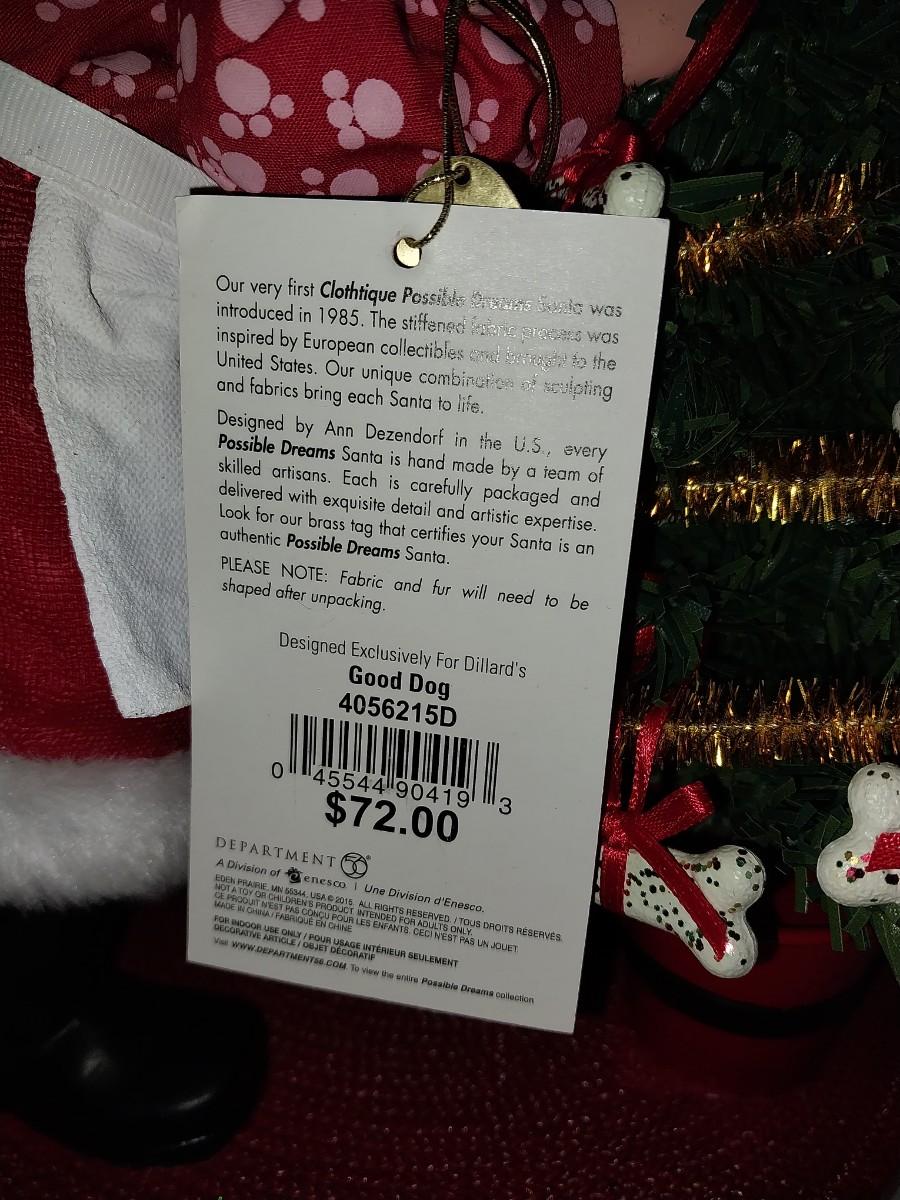 Our very first Clothtique Possible Dreams Santa was
introduced in 1985. The stiffened fabric process was
inspired by European collectibles and brought to the
United States. Our unique combination of sculpting
and fabrics bring each Santa to life.
Designed by Ann Dezendorf in the U.S., every
Possible Dreams Santa is hand made by a team of
skilled artisans. Each is carefully packaged and
delivered with exquisite detail and artistic expertise.
Look for our brass tag that certifies your Santa is an
authentic Possible Dreams Santa.
PLEASE NOTE: Fabric and fur will need to be
shaped after unpacking.
Designed Exclusively For Dillard's
Good Dog
4056215D
0 45544 90419 3
$72.00
DEPARTMENT 56®
A Division of enesco. | Une Division d'Enesco.
EDEN PRAIRIE, MN 55344, USA © 2016. ALL RIGHTS RESERVED. / TOUS DROITS RÉSERVÉS.
NOT A TOY OR CHILDREN'S PRODUCT. INTENDED FOR ADULTS ONLY.
CE PRODUIT N'EST PAS CONÇU POUR LES ENFANTS. CECI N'EST PAS UN JOUET.
MADE IN CHINA / FABRIQUÉ EN CHINE
FOR INDOOR USE ONLY / POUR USAGE INTÉRIEUR SEULEMENT
DECORATIVE ARTICLE / OBJET DÉCORATIF
Visit WWW.DEPARTMENT56.COM. To view the entire Possible Dreams collection